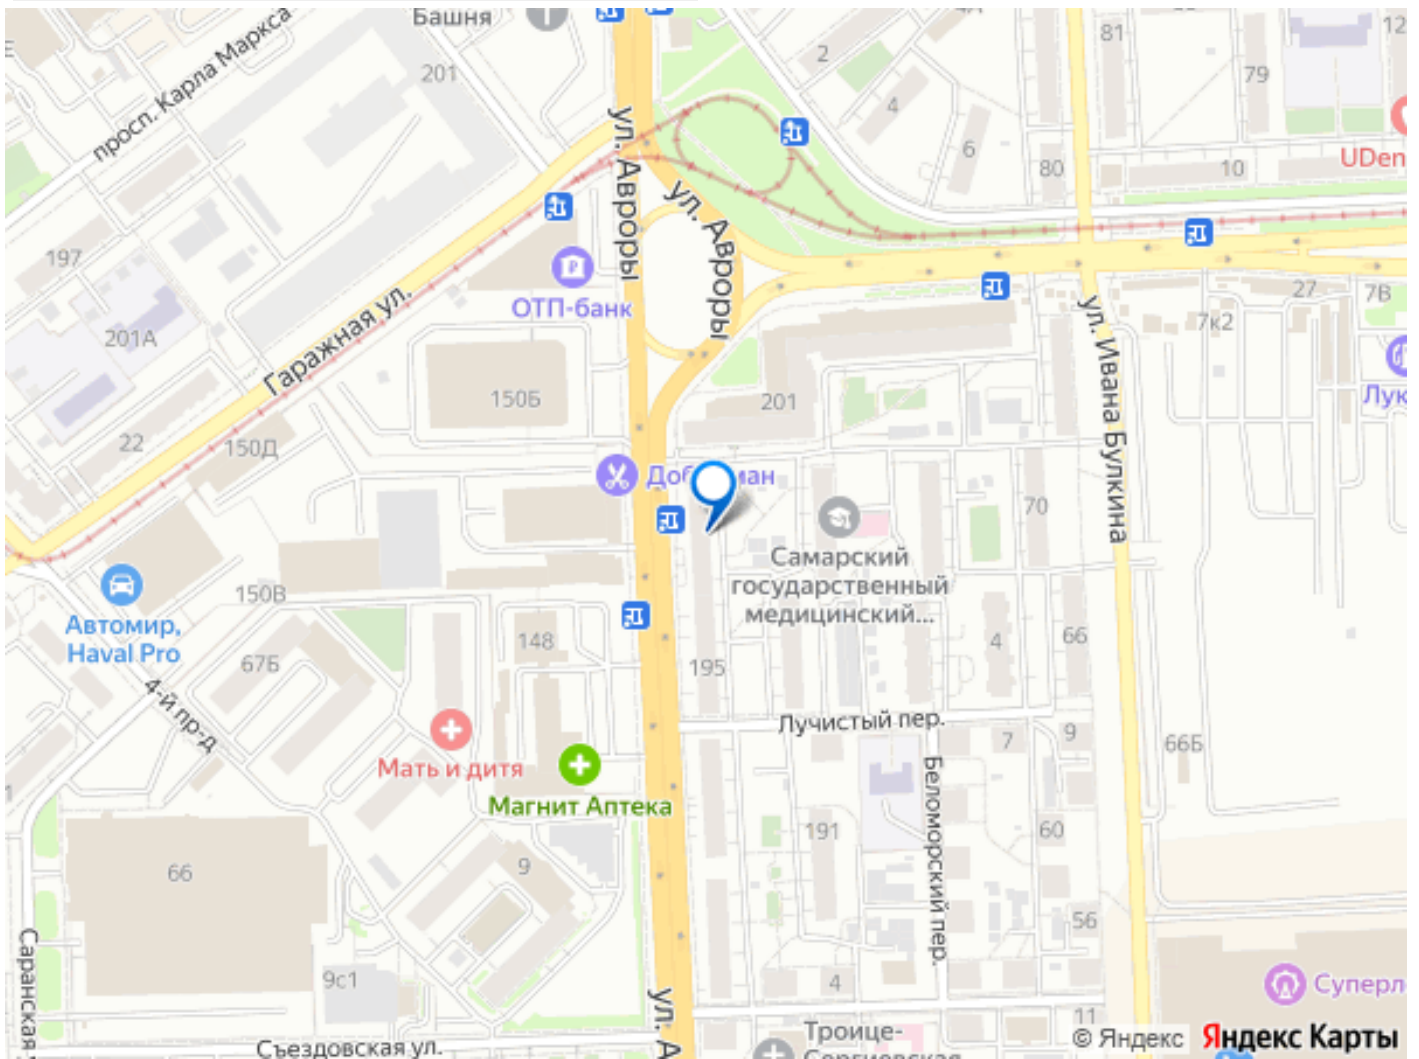 Башня
просп. Карла Маркса
201
2
4
6
81
79
12
80
10
UDen
ул. Авроры
ул. Авроры
197
201А
ОТП-банк
Гаражная ул.
27
7В
7к2
ул. Ивана Булкина
Лук
150Б
201
22
150Д
70
Самарский
государственный
медицинский...
150В
Автомир,
Haval Pro
67Б
148
195
4
66
4-й пр-д
Лучистый пер.
7
9
66Б
Мать и дитя
Магнит Аптека
Беломорский пер.
191
60
66
9
56
Саранская
9с1
4
Суперл
ул. А
11
Троице-
Съездовская ул.
© Яндекс Яндекс Карты